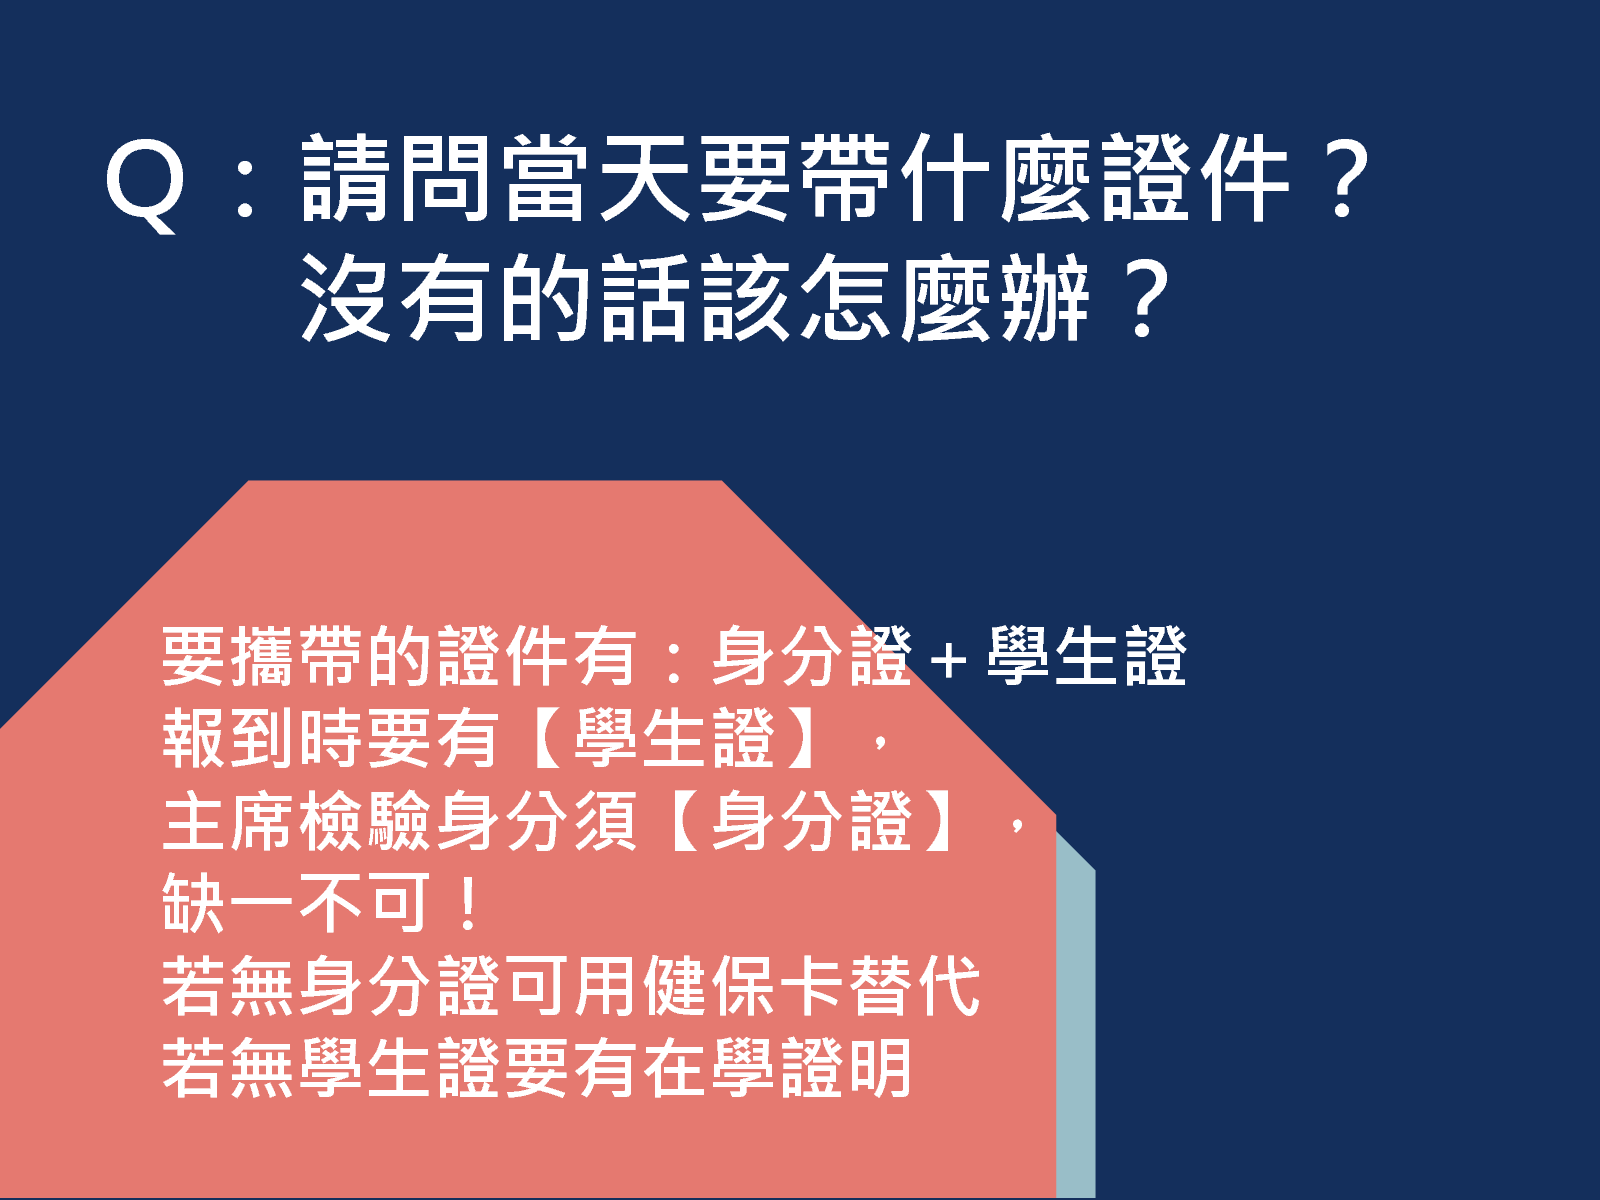 Q：請問當天要帶什麼證件？
沒有的話該怎麼辦？
要攜帶的證件有：身分證＋學生證
報到時要有【學生證】，
主席檢驗身分須【身分證】，
缺一不可！
若無身分證可用健保卡替代
若無學生證要有在學證明